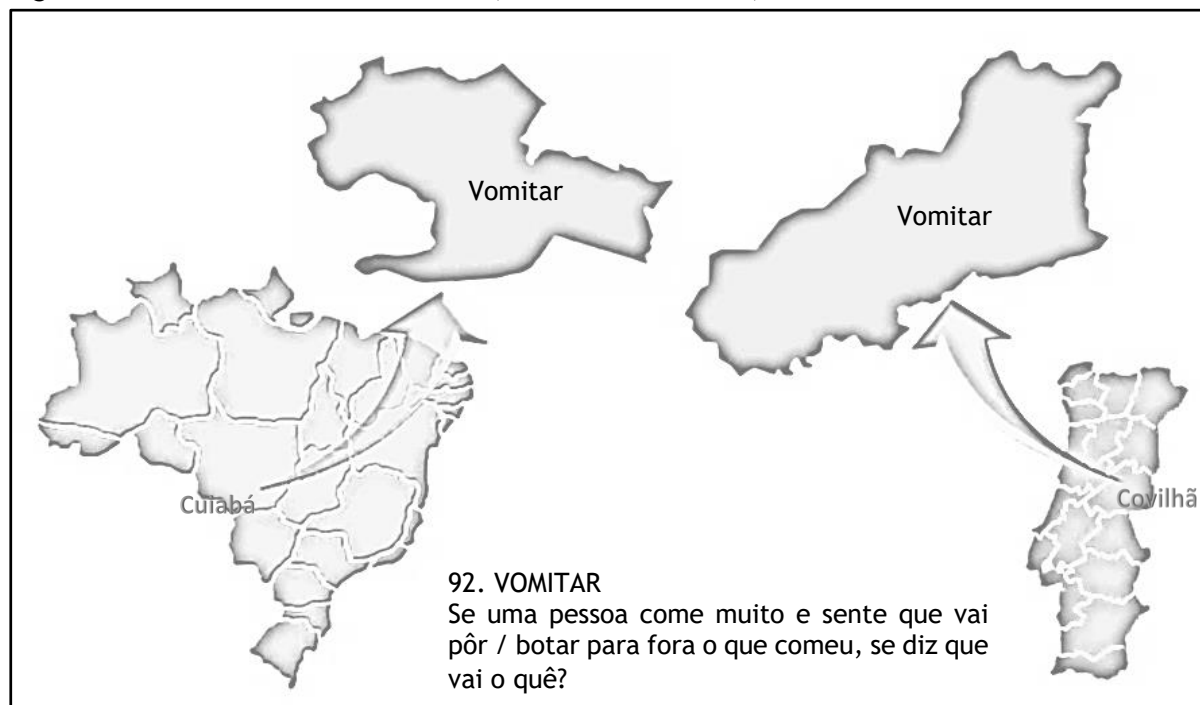 Vomitar
Vomitar
Cuiabá
Covilhã
92. VOMITAR
Se uma pessoa come muito e sente que vai
pôr / botar para fora o que comeu, se diz que
vai o quê?